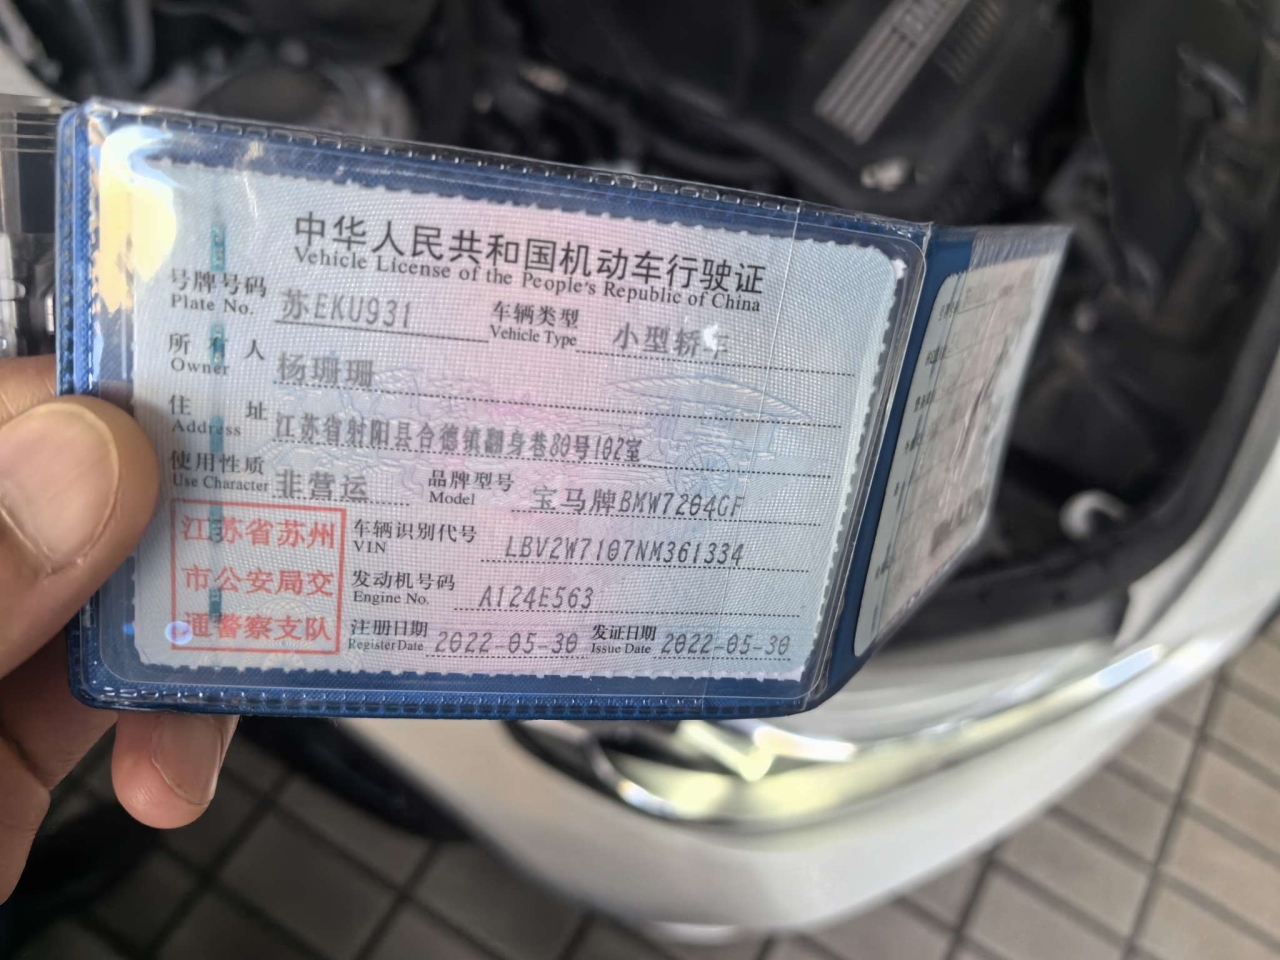 中华人民共和国机动车行驶证
Vehicle License of the People's Republic of China
号牌号码 苏EKU931 车辆类型 小型轿车
Plate No. Vehicle Type
所有人 杨珊珊
Owner
住址 江苏省射阳县合德镇翻身巷80号102室
Address
使用性质 非营运 品牌型号 宝马牌BMW7204GF
Use Character Model
江苏省苏州
市公安局交
通警察支队
车辆识别代号 LBV2W7107NM361334
VIN
发动机号码 A124E563
Engine No.
注册日期 2022-05-30 发证日期 2022-05-30
Register Date Issue Date